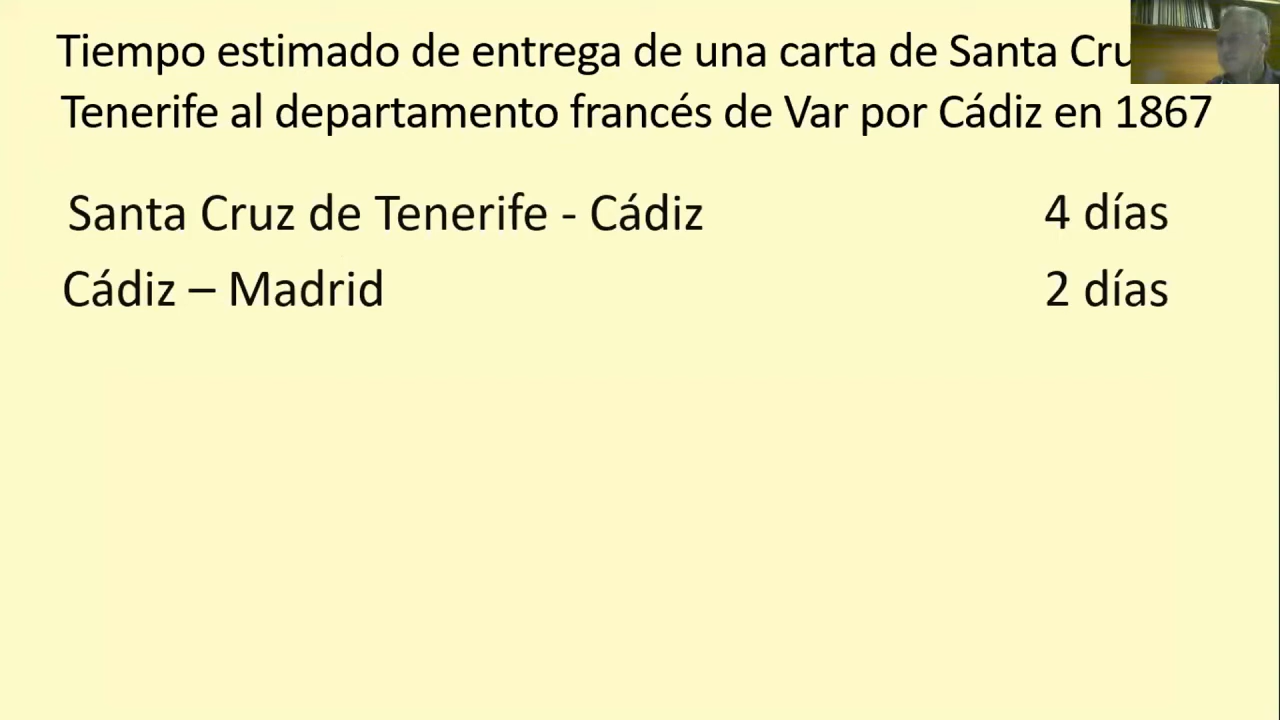 Tiempo estimado de entrega de una carta de Santa
Tenerife al departamento francés de Var por Cádiz en 1867
Santa Cruz de Tenerife - Cádiz 4 días
Cádiz – Madrid 2 días